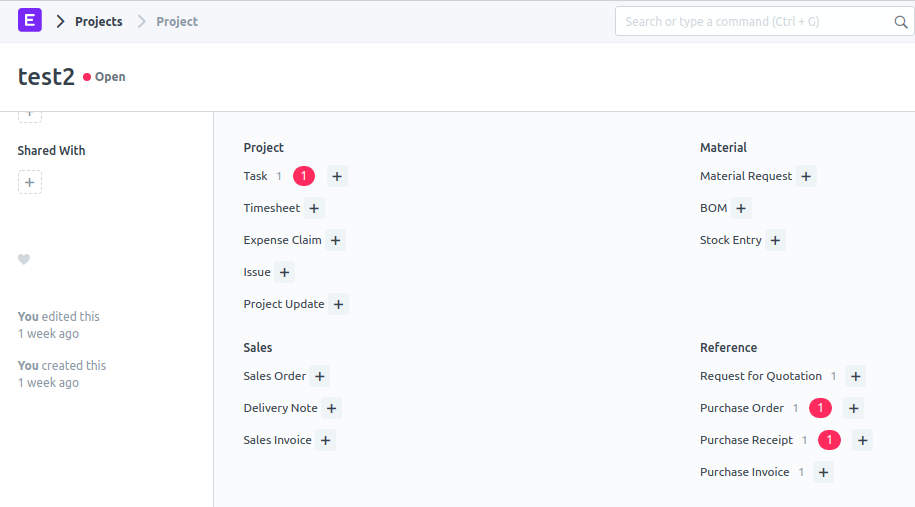 E Projects Project Search or type a command (Ctrl + G)
test2 Open
Shared With
You edited this
1 week ago
You created this
1 week ago
Project
Task 1 1 +
Timesheet +
Expense Claim +
Issue +
Project Update +
Material
Material Request +
BOM +
Stock Entry +
Sales
Sales Order +
Delivery Note +
Sales Invoice +
Reference
Request for Quotation 1 +
Purchase Order 1 1 +
Purchase Receipt 1 1 +
Purchase Invoice 1 +